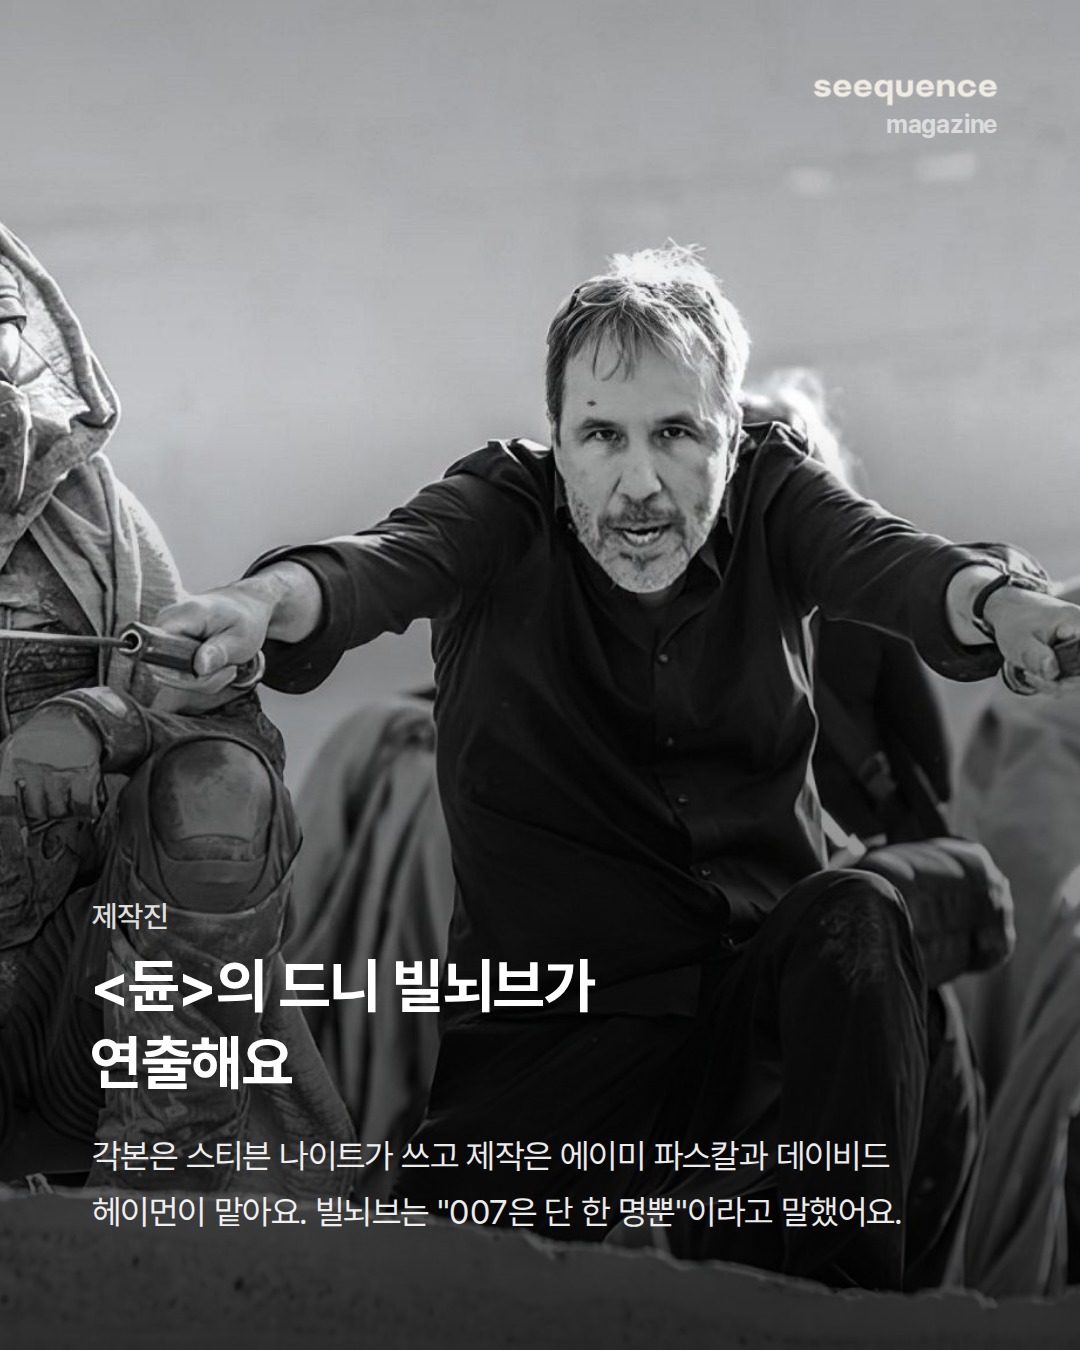 seequence
magazine
제작진
<듄>의 드니 빌뇌브가
연출해요
각본은 스티븐 나이트가 쓰고 제작은 에이미 파스칼과 데이비드
헤이먼이 맡아요. 빌뇌브는 "007은 단 한 명뿐"이라고 말했어요.